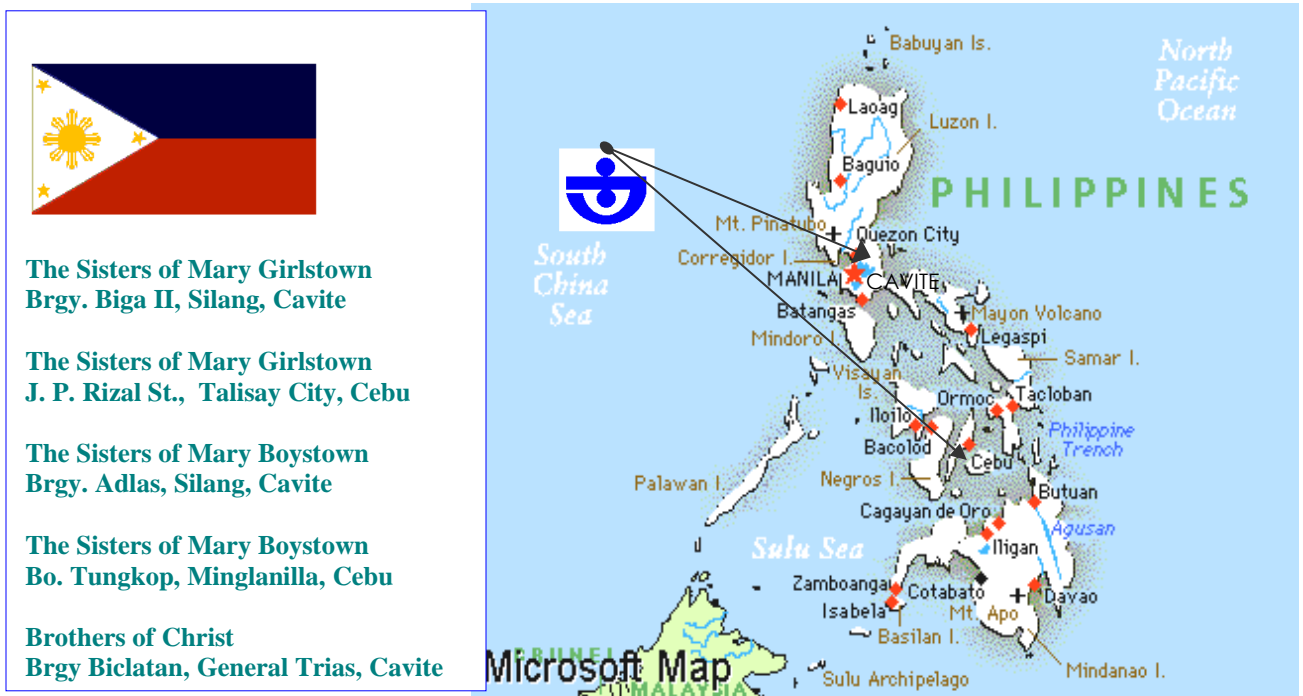 The Sisters of Mary Girlstown
Brgy. Biga II, Silang, Cavite
The Sisters of Mary Girlstown
J. P. Rizal St., Talisay City, Cebu
The Sisters of Mary Boystown
Brgy. Adlas, Silang, Cavite
The Sisters of Mary Boystown
Bo. Tungkop, Minglanilla, Cebu
Brothers of Christ
Brgy Biclatan, General Trias, Cavite
Babuyan Is.
North
Pacific
Ocean
Laoag
Luzon I.
Baguio
PHILIPPINES
Mt. Pinatubo
Quezon City
South
China
Sea
Corregidor I.
MANILA
CAVITE
Batangas
Mayon Volcano
Legaspi
Mindoro I.
Samar I.
Visayan
Is.
Ormoc
Tacloban
Iloilo
Philippine
Trench
Bacolod
Cebu
Palawan I.
Negros I.
Butuan
Cagayan de Oro
Agusan
Sulu Sea
Iligan
Zamboanga
Cotabato
Davao
Isabela
Mt. Apo
Basilan I.
BRUNEI
Microsoft Map
Mindanao I.
Sulu Archipelago
MALAYSIA